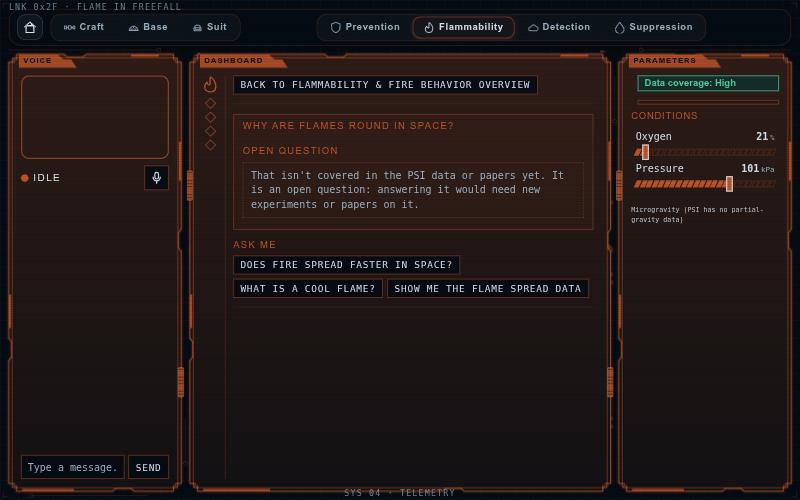 LNK 0x2F · FLAME IN FREEFALL
Craft
Base
Suit
Prevention
Flammability
Detection
Suppression
VOICE
IDLE
Type a message.
SEND
DASHBOARD
BACK TO FLAMMABILITY & FIRE BEHAVIOR OVERVIEW
WHY ARE FLAMES ROUND IN SPACE?
OPEN QUESTION
That isn't covered in the PSI data or papers yet. It
is an open question: answering it would need new
experiments or papers on it.
ASK ME
DOES FIRE SPREAD FASTER IN SPACE?
WHAT IS A COOL FLAME?
SHOW ME THE FLAME SPREAD DATA
PARAMETERS
Data coverage: High
CONDITIONS
Oxygen 21 %
Pressure 101 kPa
Microgravity (PSI has no partial-
gravity data)
SYS 04 · TELEMETRY